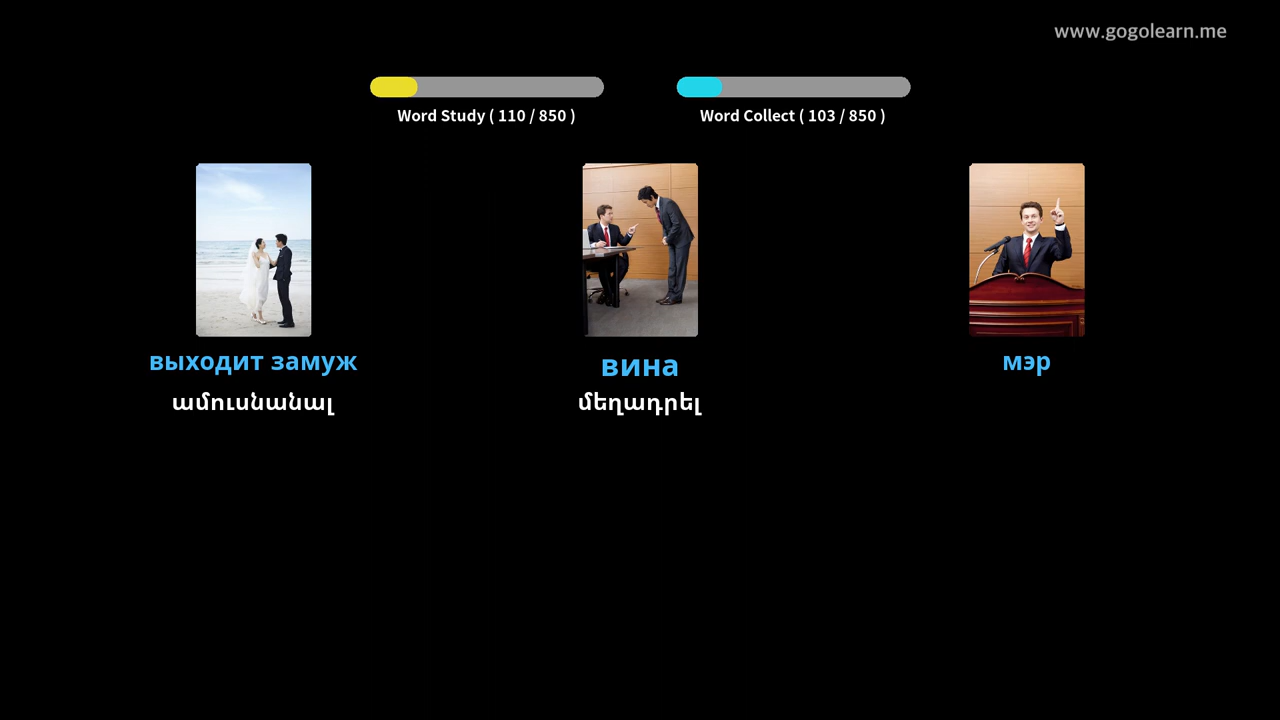 www.gogolearn.me
Word Study ( 110 / 850 )
Word Collect ( 103 / 850 )
выходит замуж
вина
мэр
ամուսնանալ
մեղադրել